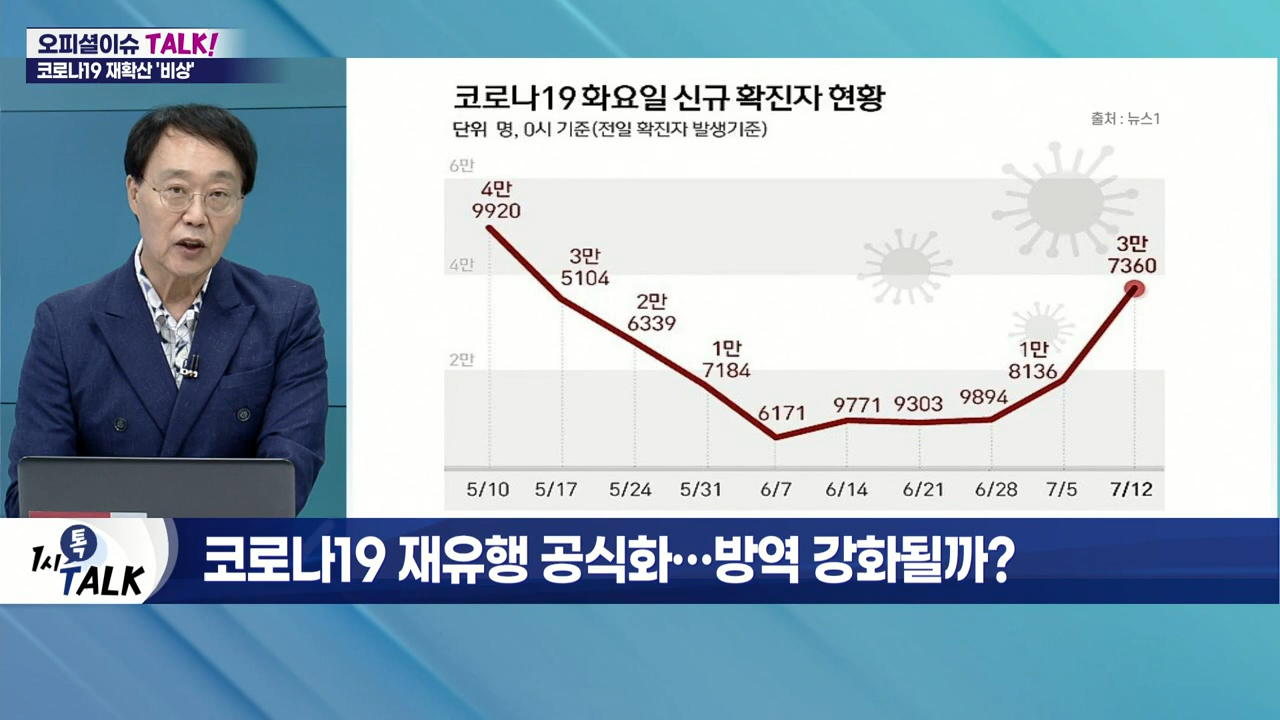 오피셜이슈 TALK!
코로나19 재확산 '비상'
코로나19 화요일 신규 확진자 현황
단위 명, 0시 기준(전일 확진자 발생기준)
출처 : 뉴스1
6만
4만
2만
4만
9920
3만
5104
2만
6339
1만
7184
6171
9771
9303
9894
1만
8136
3만
7360
5/10 5/17 5/24 5/31 6/7 6/14 6/21 6/28 7/5 7/12
1시 톡 TALK
코로나19 재유행 공식화…방역 강화될까?